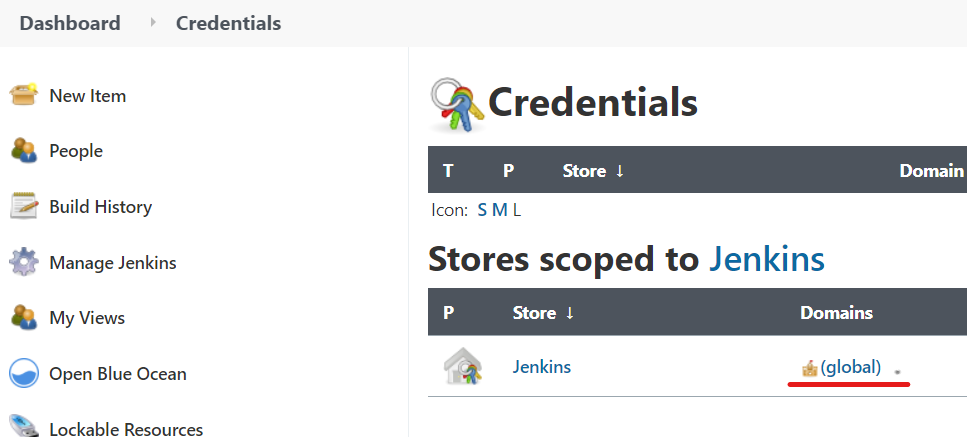 Dashboard Credentials
New Item
People
Build History
Manage Jenkins
My Views
Open Blue Ocean
Lockable Resources
Credentials
T P Store ↓ Domain
Icon: S M L
Stores scoped to Jenkins
P Store ↓ Domains
Jenkins (global)